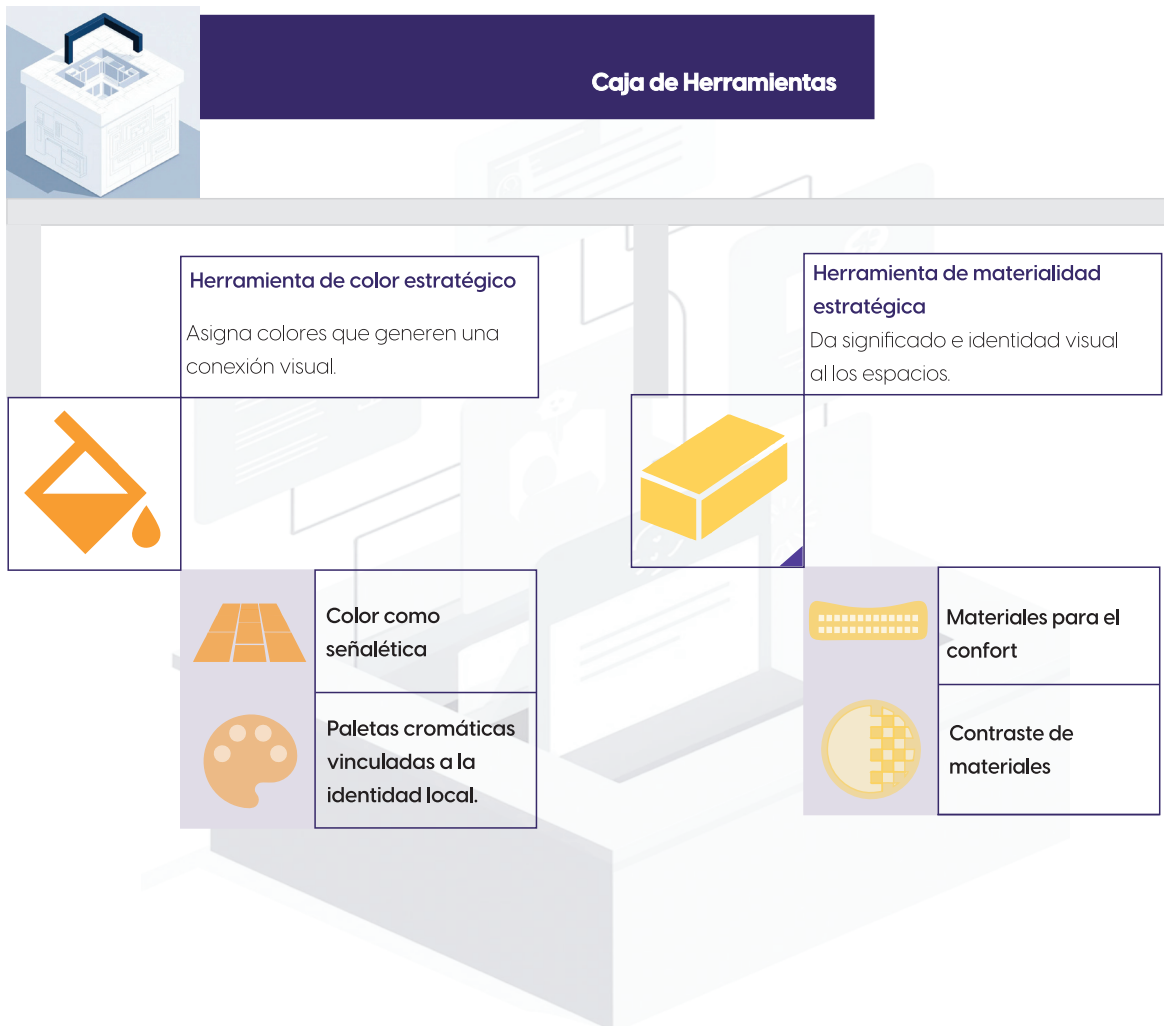 Caja de Herramientas
Herramienta de color estratégico
Asigna colores que generen una
conexión visual.
Herramienta de materialidad
estratégica
Da significado e identidad visual
al los espacios.
Color como
señalética
Paletas cromáticas
vinculadas a la
identidad local.
Materiales para el
confort
Contraste de
materiales